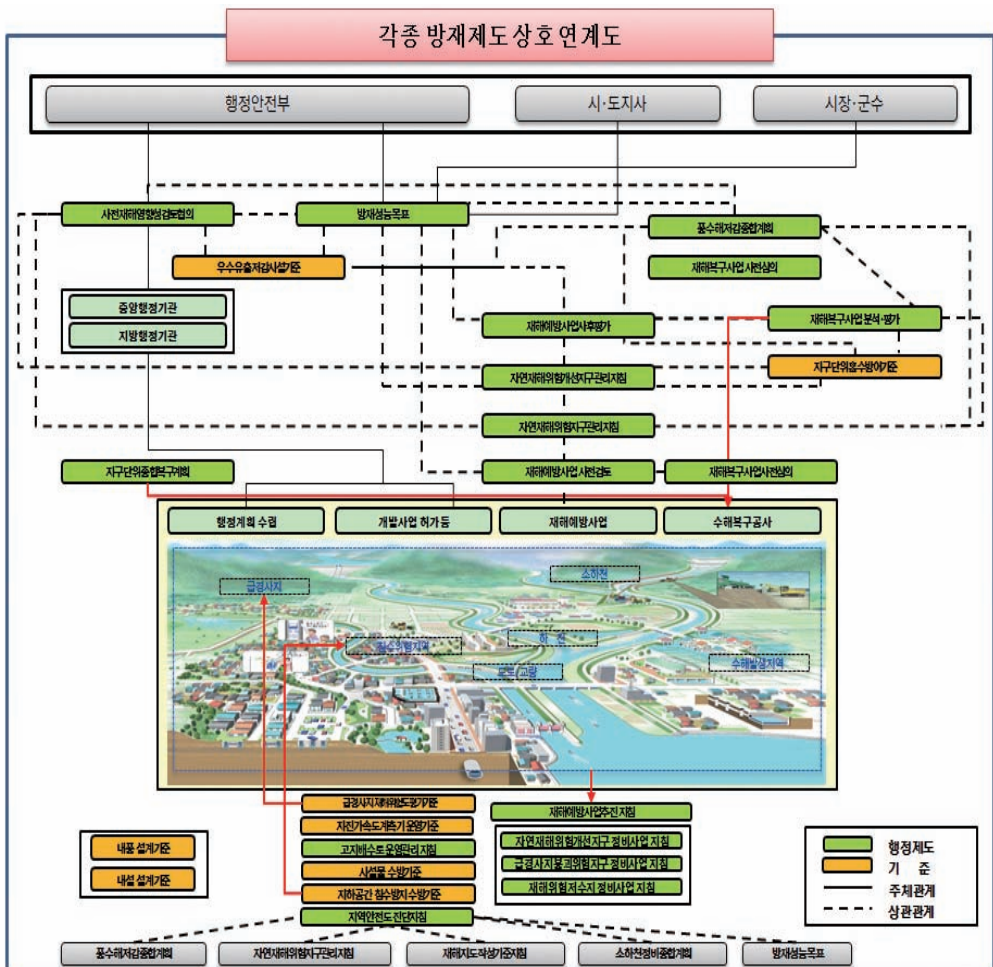 각종 방재제도 상호 연계도
행정안전부
시·도지사
시장·군수
사전재해영향성검토협의
방재성능목표
풍수해저감종합계획
우수유출저감시설기준
재해복구사업 사전심의
중앙행정기관
지방행정기관
재해예방사업사후평가
재해복구사업 분석·평가
지구단위홍수방어기준
자연재해위험개선지구관리지침
자연재해위험지구관리지침
지구단위종합복구계획
재해예방사업 사전검토
재해복구사업사전심의
행정계획 수립
개발사업 허가 등
재해예방사업
수해복구공사
소하천
급경사지
하 천
침수위험지역
도로/교량
수해발생지역
급경사지 재해위험도평가기준
지진가속도계측기 운영기준
고지배수로 운영관리 지침
시설물 수방기준
지하공간 침수방지 수방기준
지역안전도 진단지침
재해예방사업추진 지침
자연재해위험개선지구 정비사업 지침
급경사지붕괴위험지구 정비사업 지침
재해위험저수지 정비사업 지침
내풍 설계기준
내설 설계기준
행정제도
기 준
주체관계
상관관계
풍수해저감종합계획
자연재해위험지구관리지침
재해지도작성기준지침
소하천정비종합계획
방재성능목표